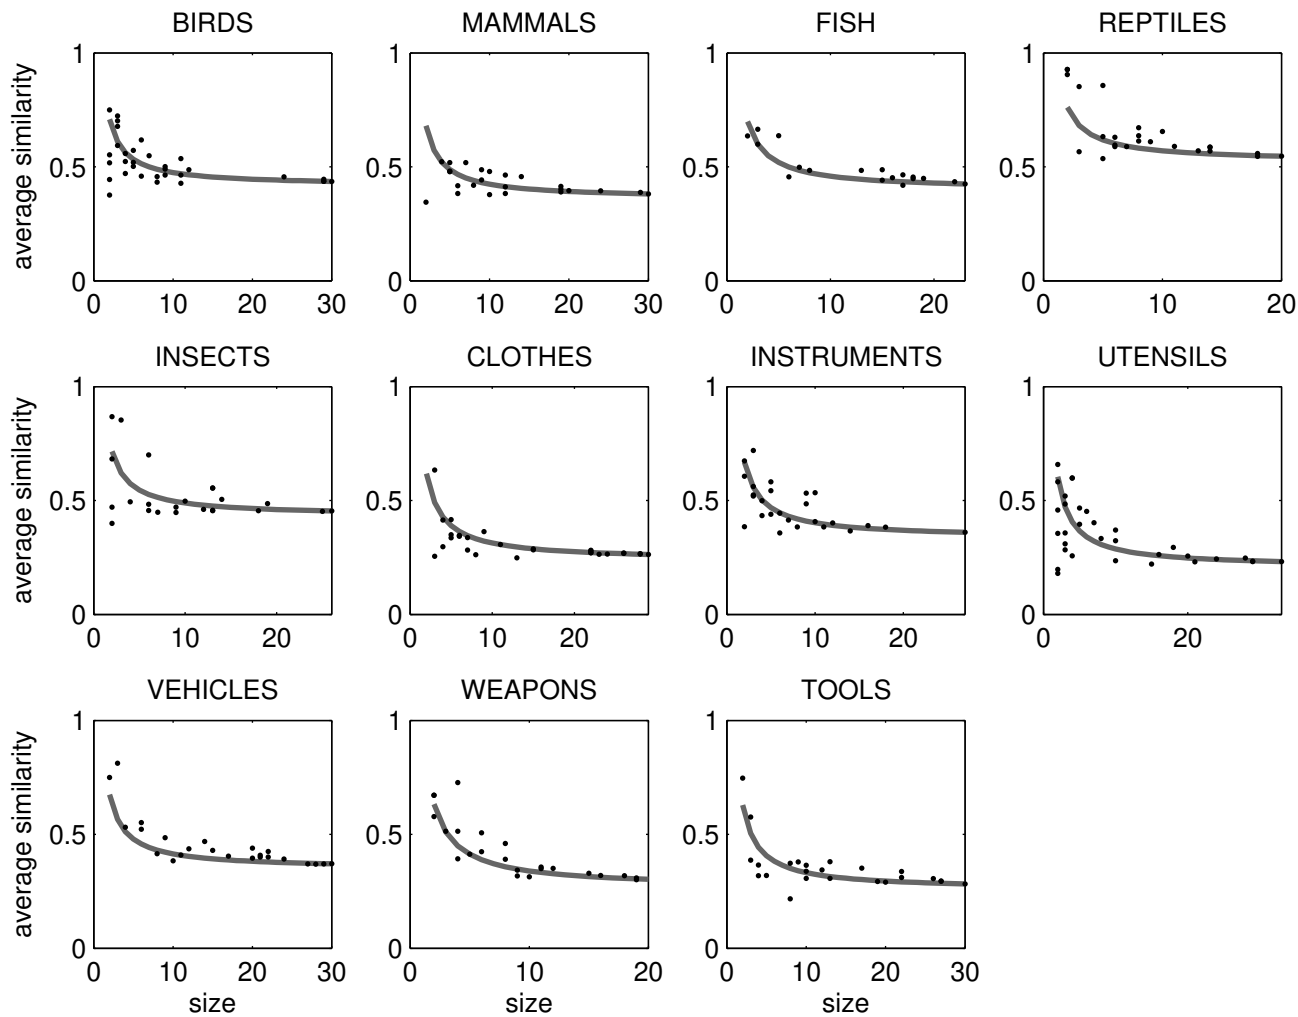 BIRDS MAMMALS FISH REPTILES
1 1 1 1
average similarity
0.5 0.5 0.5 0.5
0 0 0 0
0 10 20 30 0 10 20 30 0 10 20 0 10 20
INSECTS CLOTHES INSTRUMENTS UTENSILS
1 1 1 1
average similarity
0.5 0.5 0.5 0.5
0 0 0 0
0 10 20 0 10 20 0 10 20 0 20
VEHICLES WEAPONS TOOLS
1 1 1
average similarity
0.5 0.5 0.5
0 0 0
0 10 20 30 0 10 20 0 10 20 30
size size size